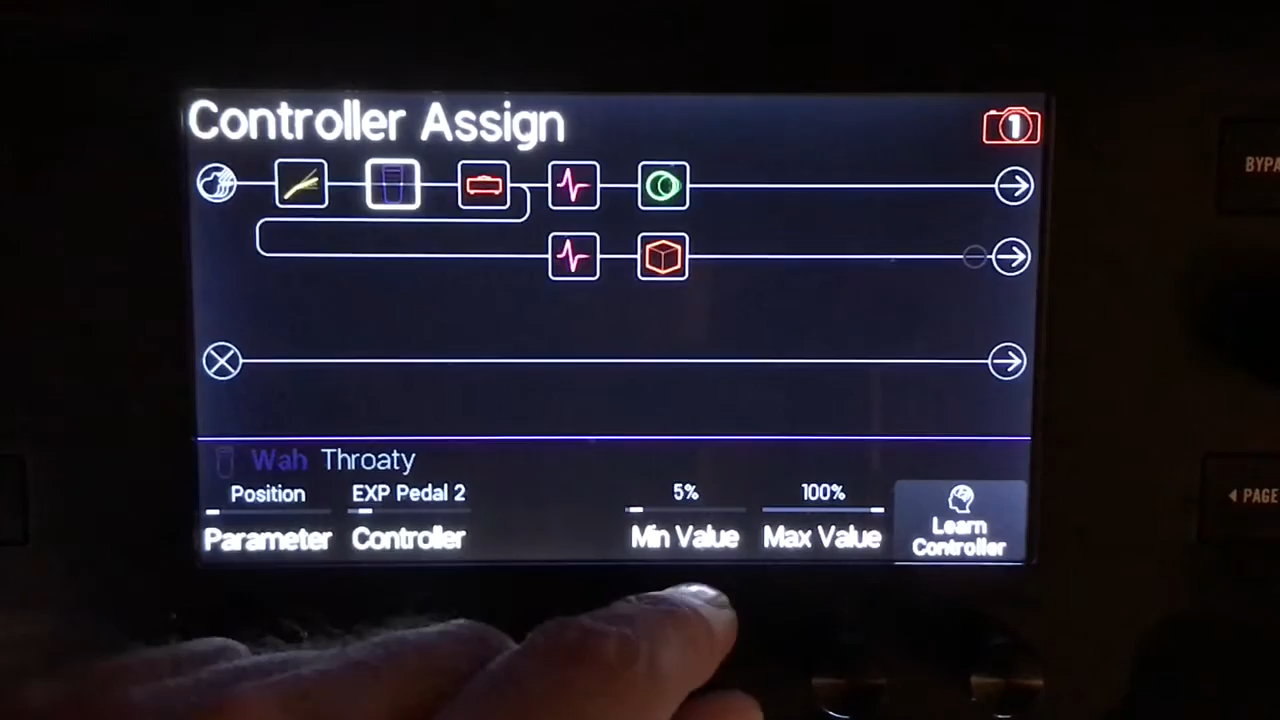 Controller Assign
1
Wah Throaty
Position EXP Pedal 2 5% 100%
Parameter Controller Min Value Max Value Learn Controller
PAGE